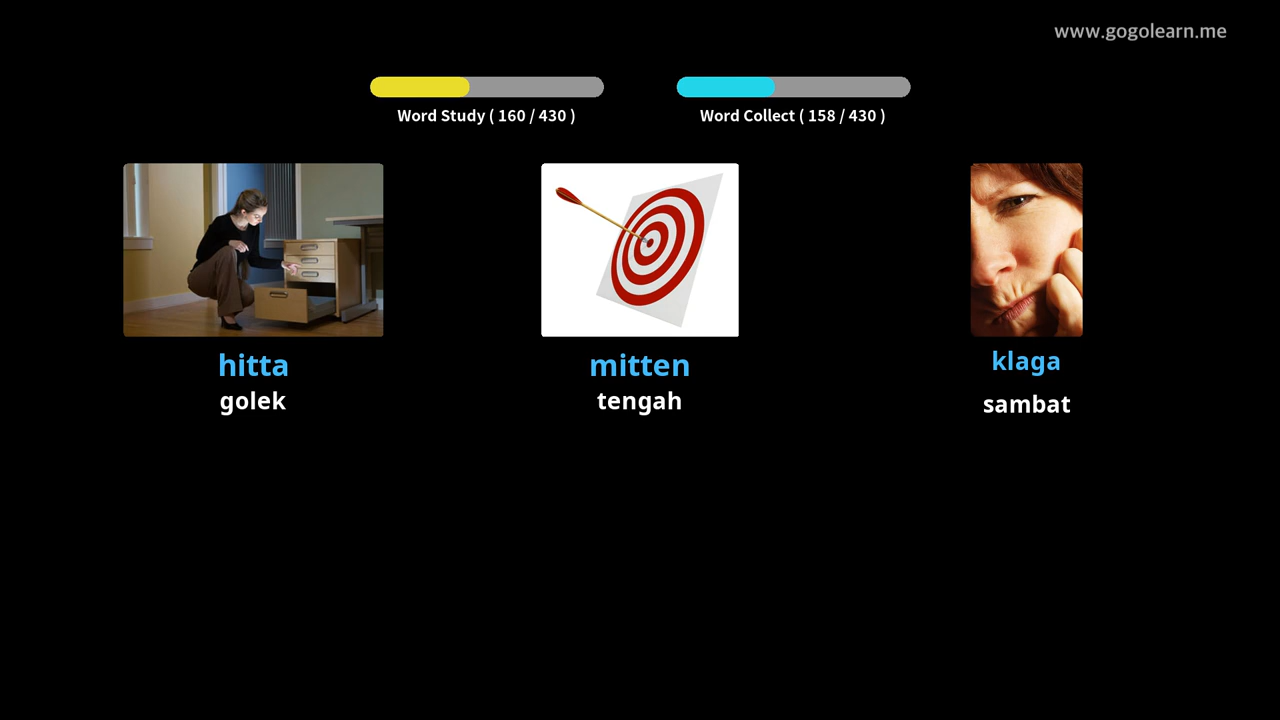 www.gogolearn.me
Word Study ( 160 / 430 )
Word Collect ( 158 / 430 )
hitta
golek
mitten
tengah
klaga
sambat